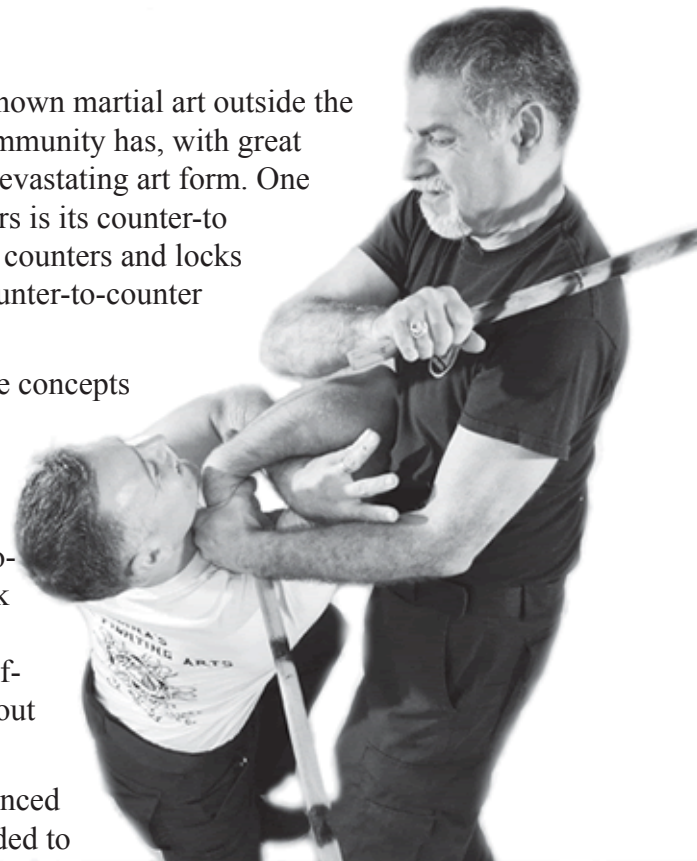 nown martial art outside the
mmunity has, with great
evastating art form. One
rs is its counter-to
counters and locks
unter-to-counter
e concepts
o-
k
f-
out
nced
ded to
FIGHTING ARTS